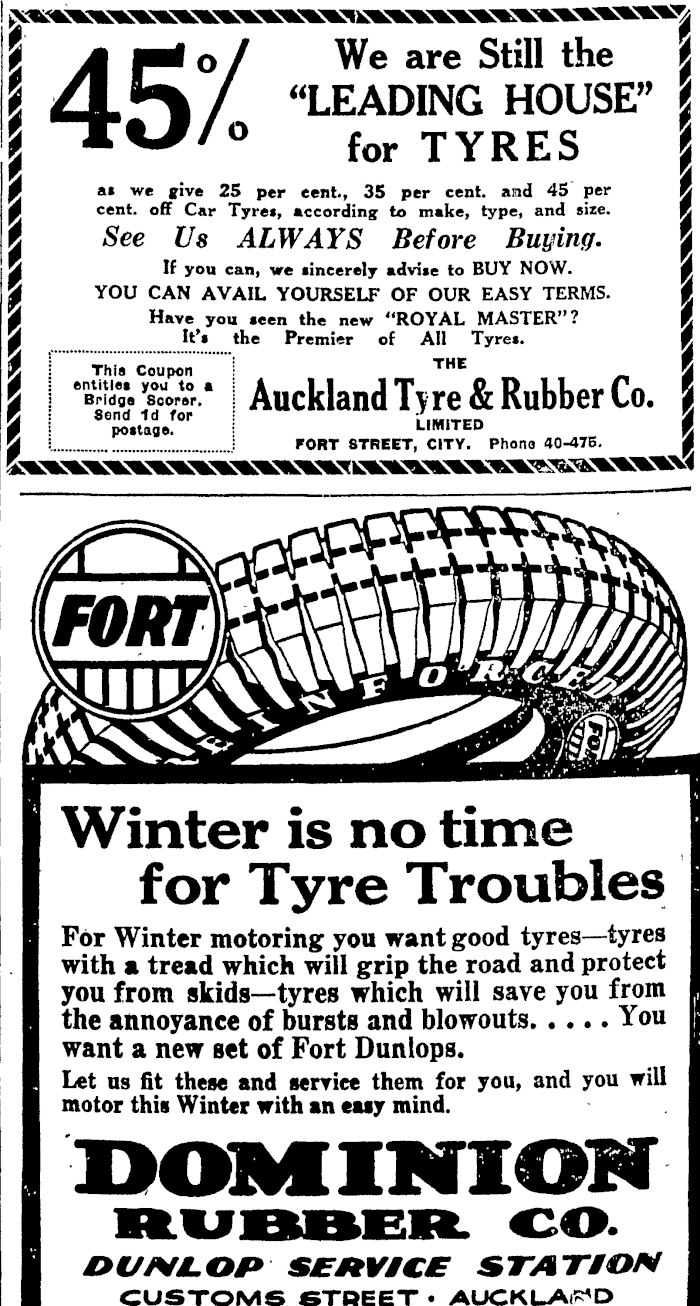 45%
We are Still the
"LEADING HOUSE"
for TYRES
as we give 25 per cent., 35 per cent. and 45 per
cent. off Car Tyres, according to make, type, and size.
See Us ALWAYS Before Buying.
If you can, we sincerely advise to BUY NOW.
YOU CAN AVAIL YOURSELF OF OUR EASY TERMS.
Have you seen the new "ROYAL MASTER"?
It's the Premier of All Tyres.
This Coupon
entitles you to a
Bridge Scorer.
Send 1d for
postage.
THE
Auckland Tyre & Rubber Co.
LIMITED
FORT STREET, CITY. Phone 40-475.
FORT
REINFORCED
FORT
Winter is no time
for Tyre Troubles
For Winter motoring you want good tyres—tyres
with a tread which will grip the road and protect
you from skids—tyres which will save you from
the annoyance of bursts and blowouts. . . . . You
want a new set of Fort Dunlops.
Let us fit these and service them for you, and you will
motor this Winter with an easy mind.
DOMINION
RUBBER CO.
DUNLOP SERVICE STATION
CUSTOMS STREET · AUCKLAND